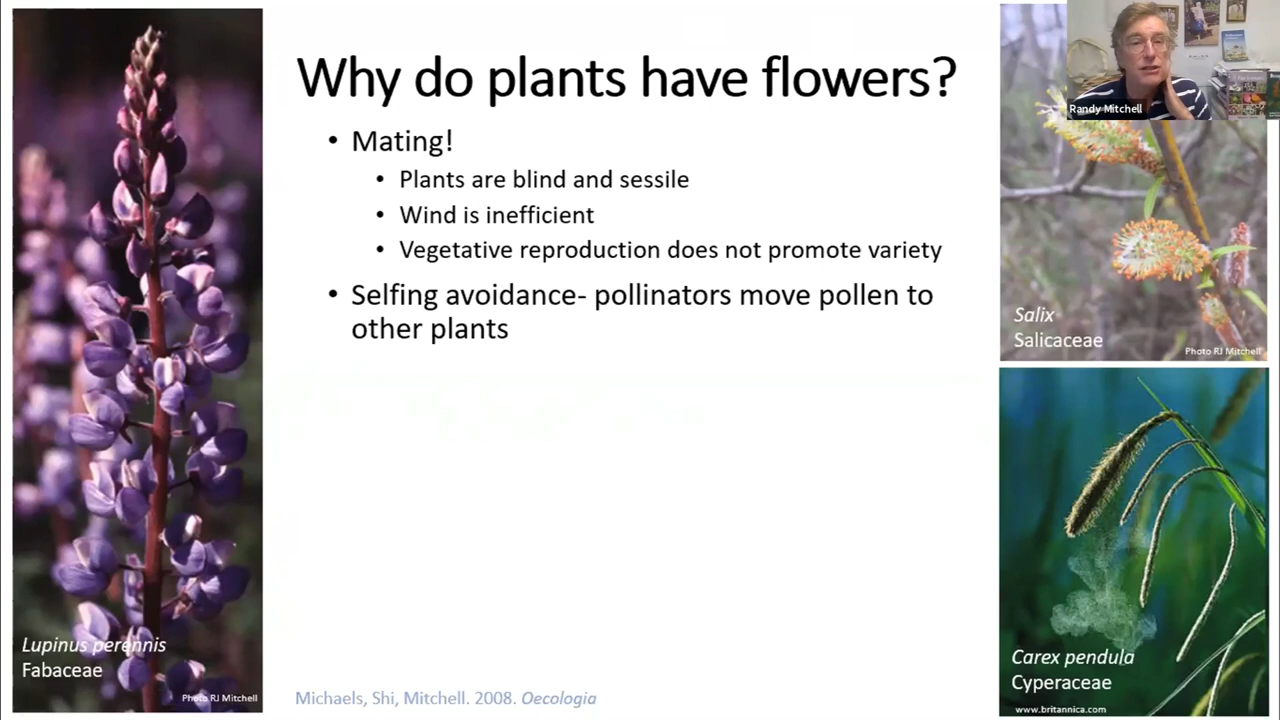 Why do plants have flowers?
• Mating!
• Plants are blind and sessile
• Wind is inefficient
• Vegetative reproduction does not promote variety
• Selfing avoidance- pollinators move pollen to
other plants
Michaels, Shi, Mitchell. 2008. Oecologia
Lupinus perennis
Fabaceae
Photo RJ Mitchell
Randy Mitchell
Salix
Salicaceae
Photo RJ Mitchell
Carex pendula
Cyperaceae
www.britannica.com